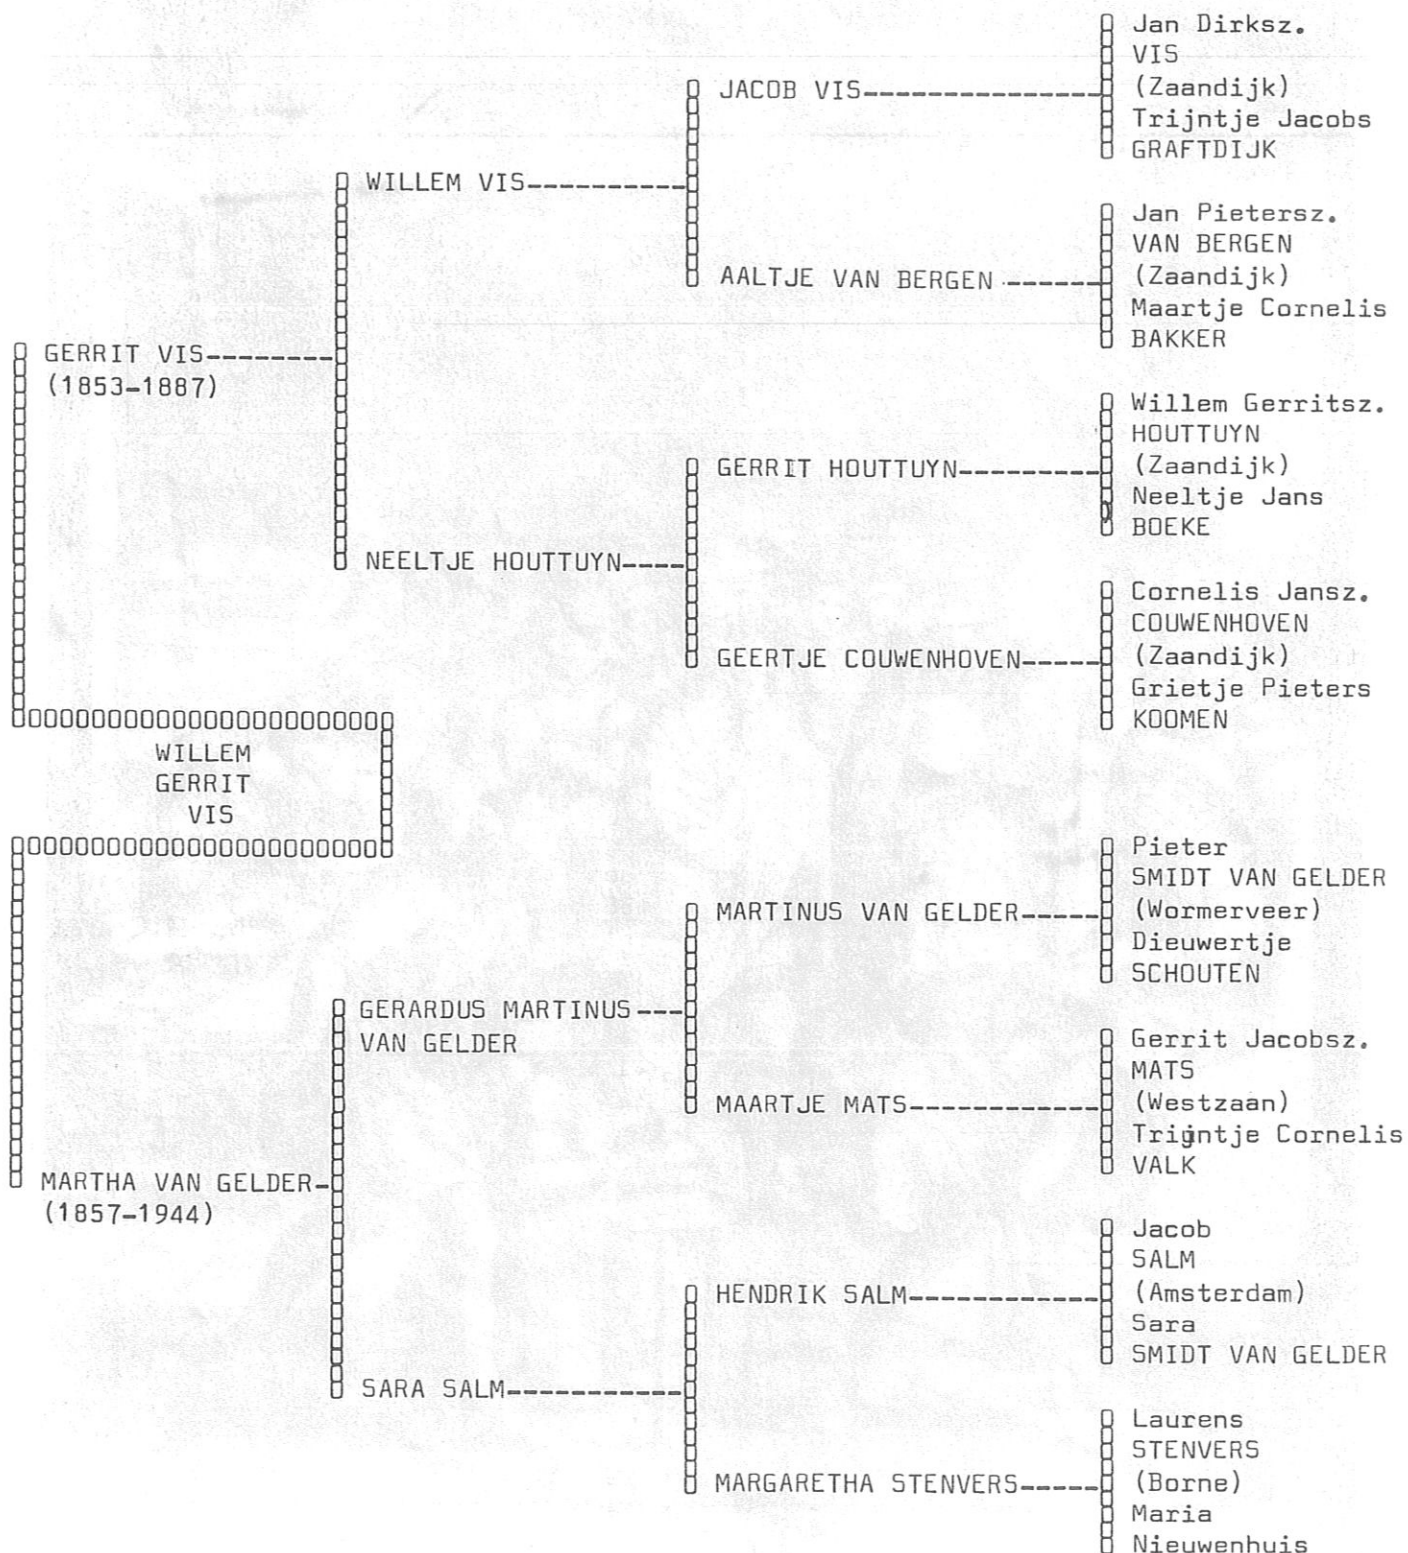 Jan Dirksz.
VIS
JACOB VIS
(Zaandijk)
Trijntje Jacobs
GRAFTDIJK
WILLEM VIS
Jan Pietersz.
VAN BERGEN
AALTJE VAN BERGEN
(Zaandijk)
Maartje Cornelis
BAKKER
GERRIT VIS
(1853-1887)
Willem Gerritsz.
HOUTTUYN
GERRIT HOUTTUYN
(Zaandijk)
Neeltje Jans
BOEKE
NEELTJE HOUTTUYN
Cornelis Jansz.
COUWENHOVEN
GEERTJE COUWENHOVEN
(Zaandijk)
Grietje Pieters
KOOMEN
WILLEM
GERRIT
VIS
Pieter
SMIDT VAN GELDER
MARTINUS VAN GELDER
(Wormerveer)
Dieuwertje
SCHOUTEN
GERARDUS MARTINUS
VAN GELDER
Gerrit Jacobsz.
MATS
MAARTJE MATS
(Westzaan)
Trijntje Cornelis
VALK
MARTHA VAN GELDER
(1857-1944)
Jacob
SALM
HENDRIK SALM
(Amsterdam)
Sara
SMIDT VAN GELDER
SARA SALM
Laurens
STENVERS
MARGARETHA STENVERS
(Borne)
Maria
Nieuwenhuis